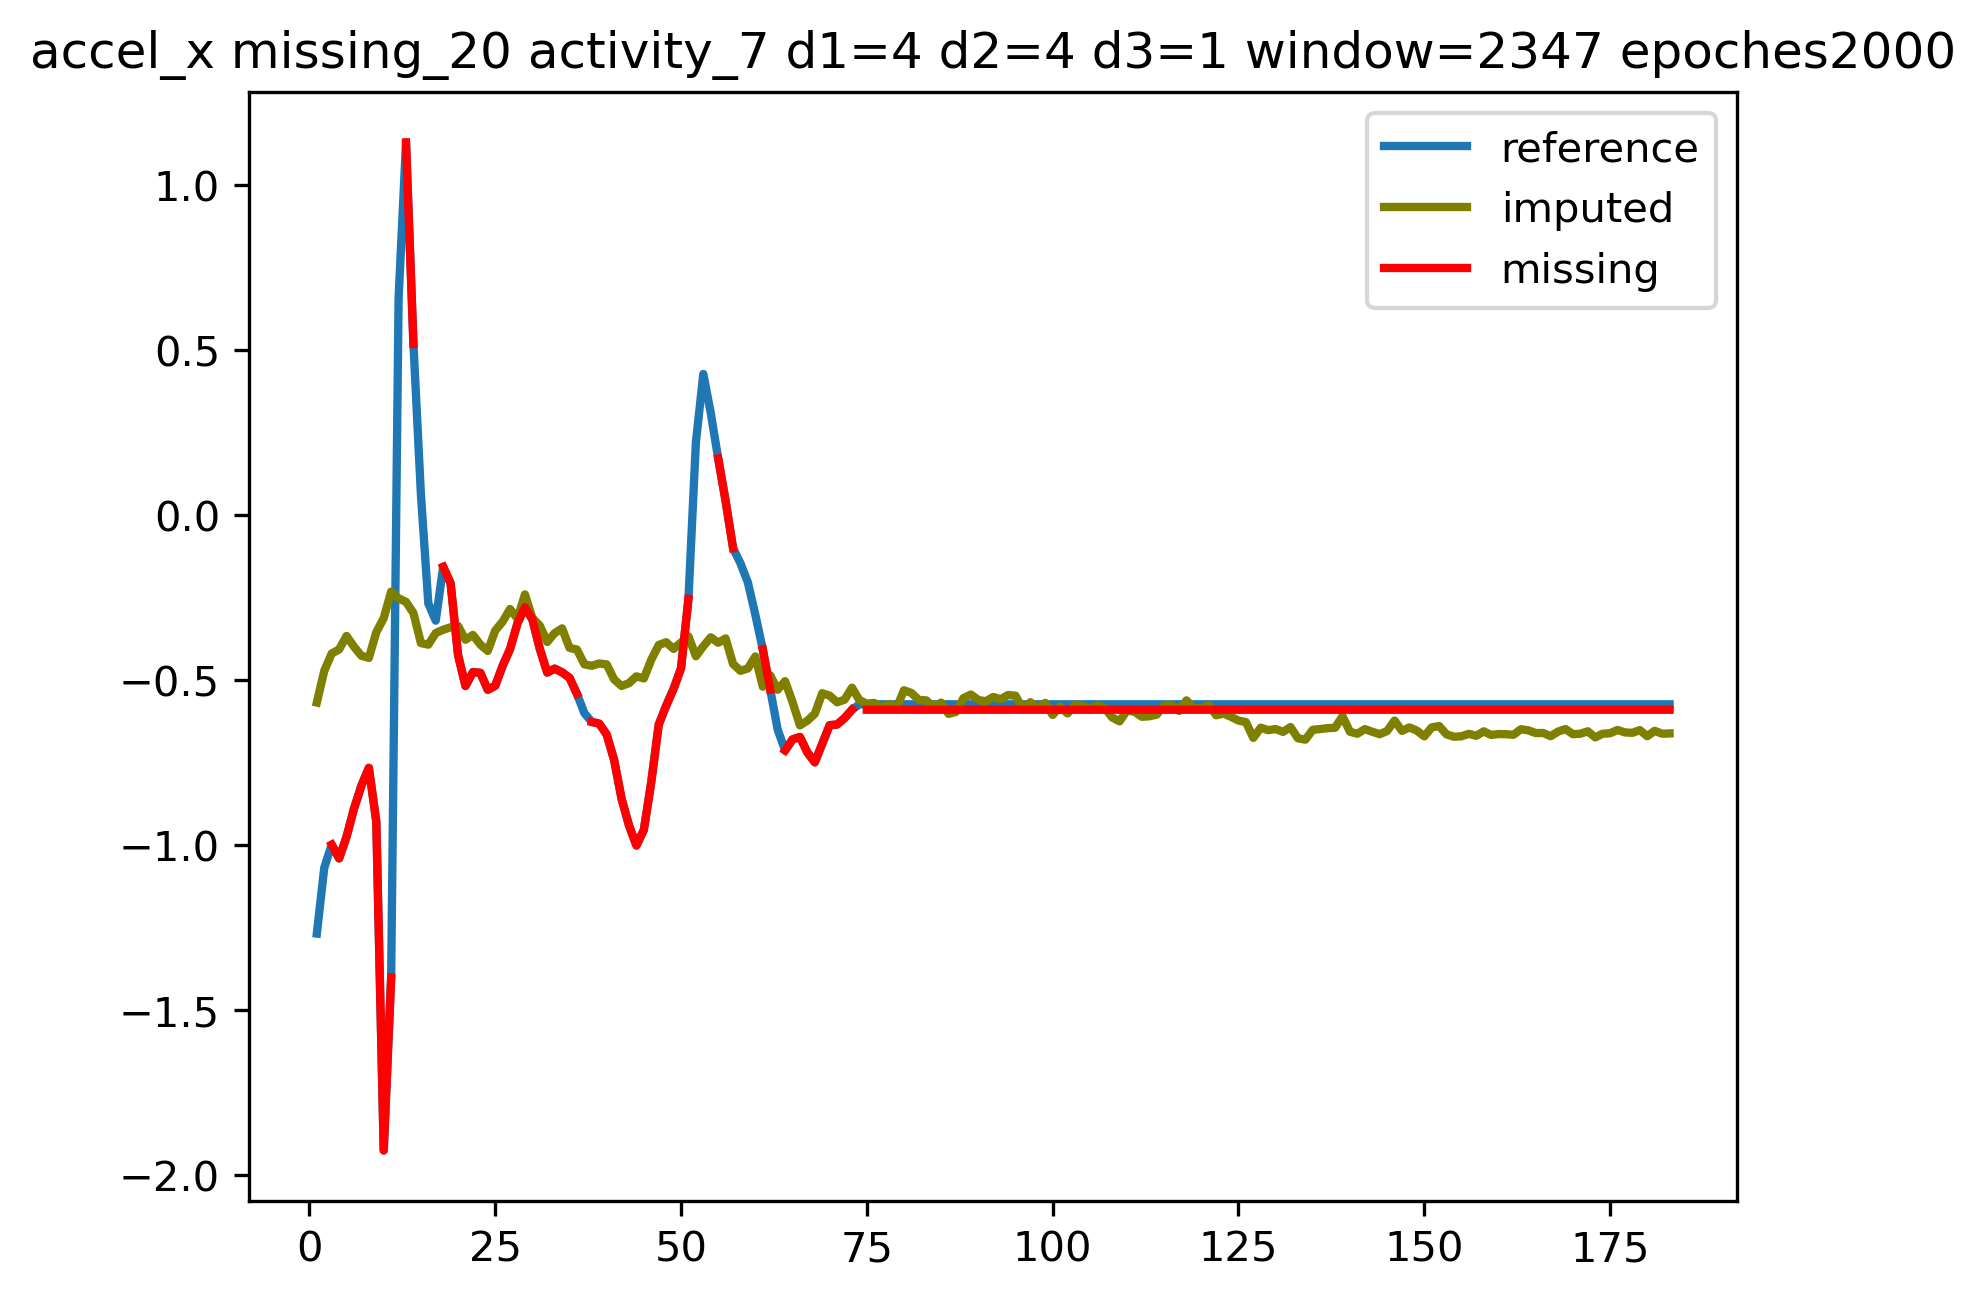 accel_x missing_20 activity_7 d1=4 d2=4 d3=1 window=2347 epoches2000
reference
imputed
missing
1.0
0.5
0.0
−0.5
−1.0
−1.5
−2.0
0 25 50 75 100 125 150 175